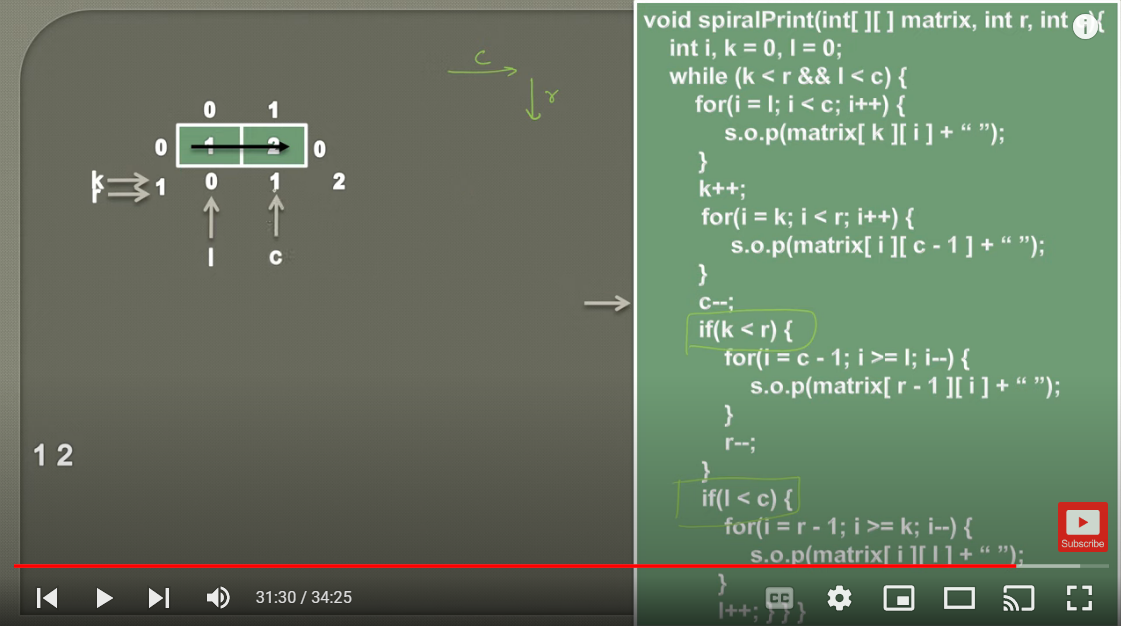 c
r
0 1
0 1 2 0
k
r 1 0 1 2
l c
1 2
void spiralPrint(int[ ][ ] matrix, int r, int {
int i, k = 0, l = 0;
while (k < r && l < c) {
for(i = l; i < c; i++) {
s.o.p(matrix[ k ][ i ] + “ ”);
}
k++;
for(i = k; i < r; i++) {
s.o.p(matrix[ i ][ c - 1 ] + “ ”);
}
c--;
if(k < r) {
for(i = c - 1; i >= l; i--) {
s.o.p(matrix[ r - 1 ][ i ] + “ ”);
}
r--;
}
if(l < c) {
for(i = r - 1; i >= k; i--) {
s.o.p(matrix[ i ][ l ] + “ ”);
}
l++; } } }
Subscribe
31:30 / 34:25
CC